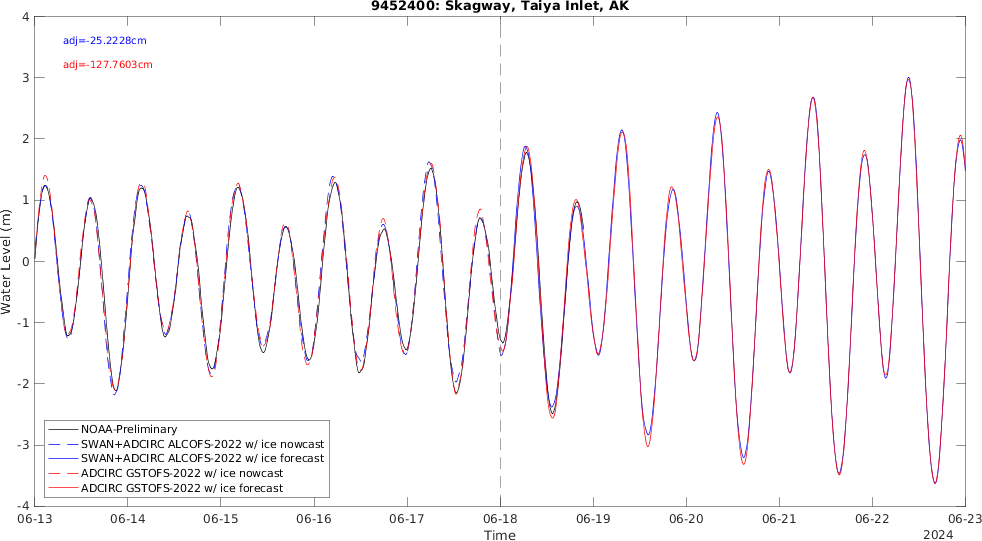 9452400: Skagway, Taiya Inlet, AK
adj=-25.2228cm
adj=-127.7603cm
Water Level (m)
4
3
2
1
0
-1
-2
-3
-4
NOAA-Preliminary
SWAN+ADCIRC ALCOFS-2022 w/ ice nowcast
SWAN+ADCIRC ALCOFS-2022 w/ ice forecast
ADCIRC GSTOFS-2022 w/ ice nowcast
ADCIRC GSTOFS-2022 w/ ice forecast
06-13 06-14 06-15 06-16 06-17 06-18 06-19 06-20 06-21 06-22 06-23
Time
2024